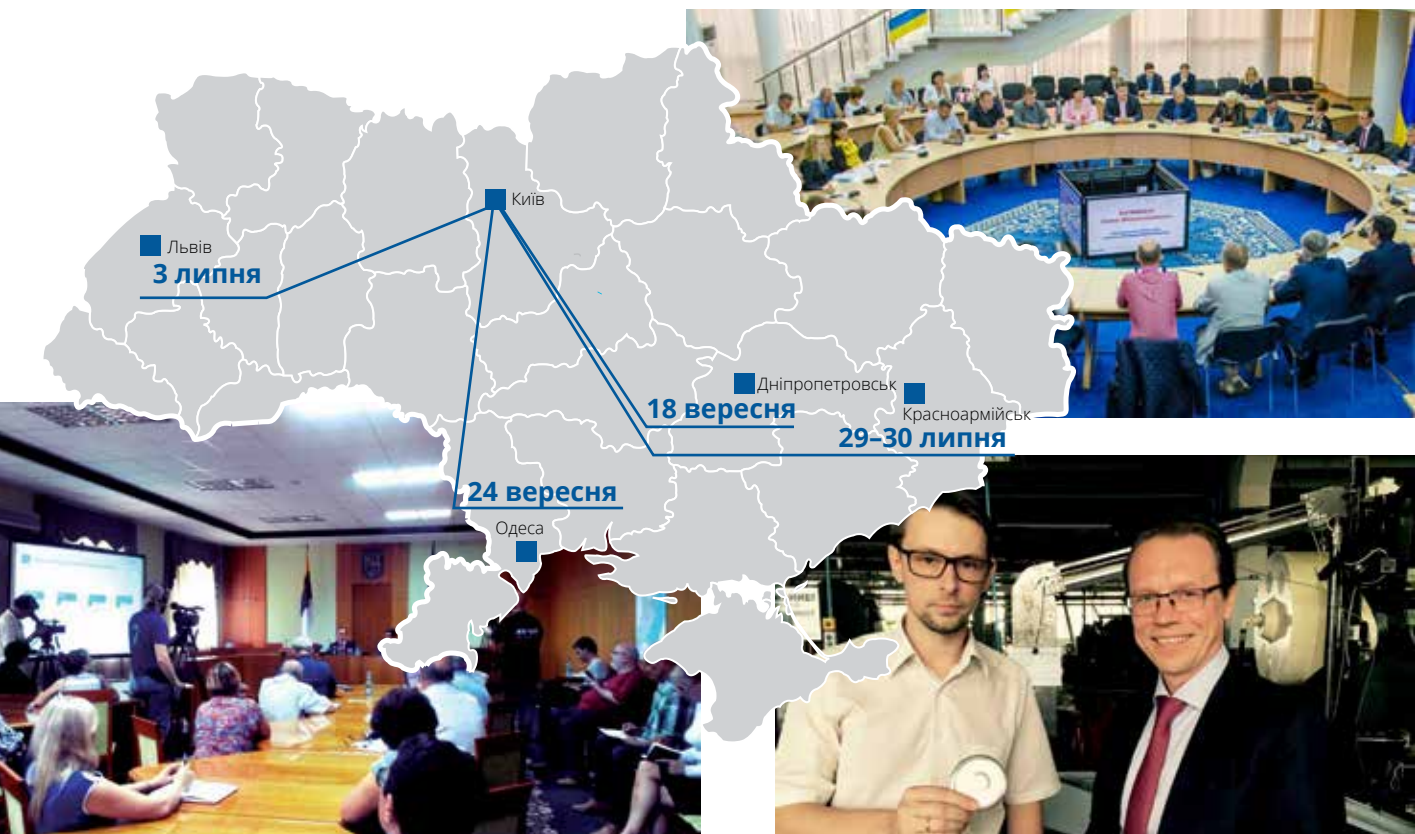 Київ
Львів
3 липня
Дніпропетровськ
18 вересня
Красноармійськ
29–30 липня
24 вересня
Одеса